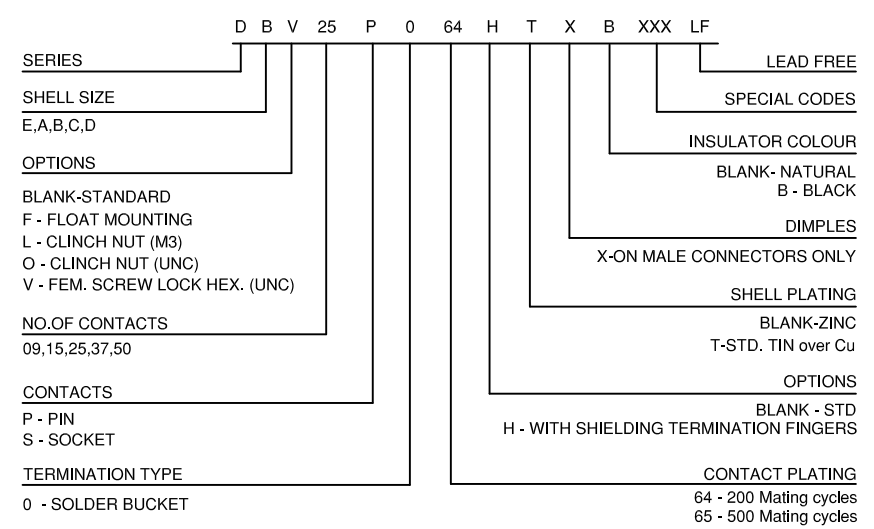 D B V 25 P 0 64 H T X B XXX LF
SERIES
SHELL SIZE
E,A,B,C,D
OPTIONS
BLANK-STANDARD
F - FLOAT MOUNTING
L - CLINCH NUT (M3)
O - CLINCH NUT (UNC)
V - FEM. SCREW LOCK HEX. (UNC)
NO.OF CONTACTS
09,15,25,37,50
CONTACTS
P - PIN
S - SOCKET
TERMINATION TYPE
0 - SOLDER BUCKET
LEAD FREE
SPECIAL CODES
INSULATOR COLOUR
BLANK- NATURAL
B - BLACK
DIMPLES
X-ON MALE CONNECTORS ONLY
SHELL PLATING
BLANK-ZINC
T-STD. TIN over Cu
OPTIONS
BLANK - STD
H - WITH SHIELDING TERMINATION FINGERS
CONTACT PLATING
64 - 200 Mating cycles
65 - 500 Mating cycles